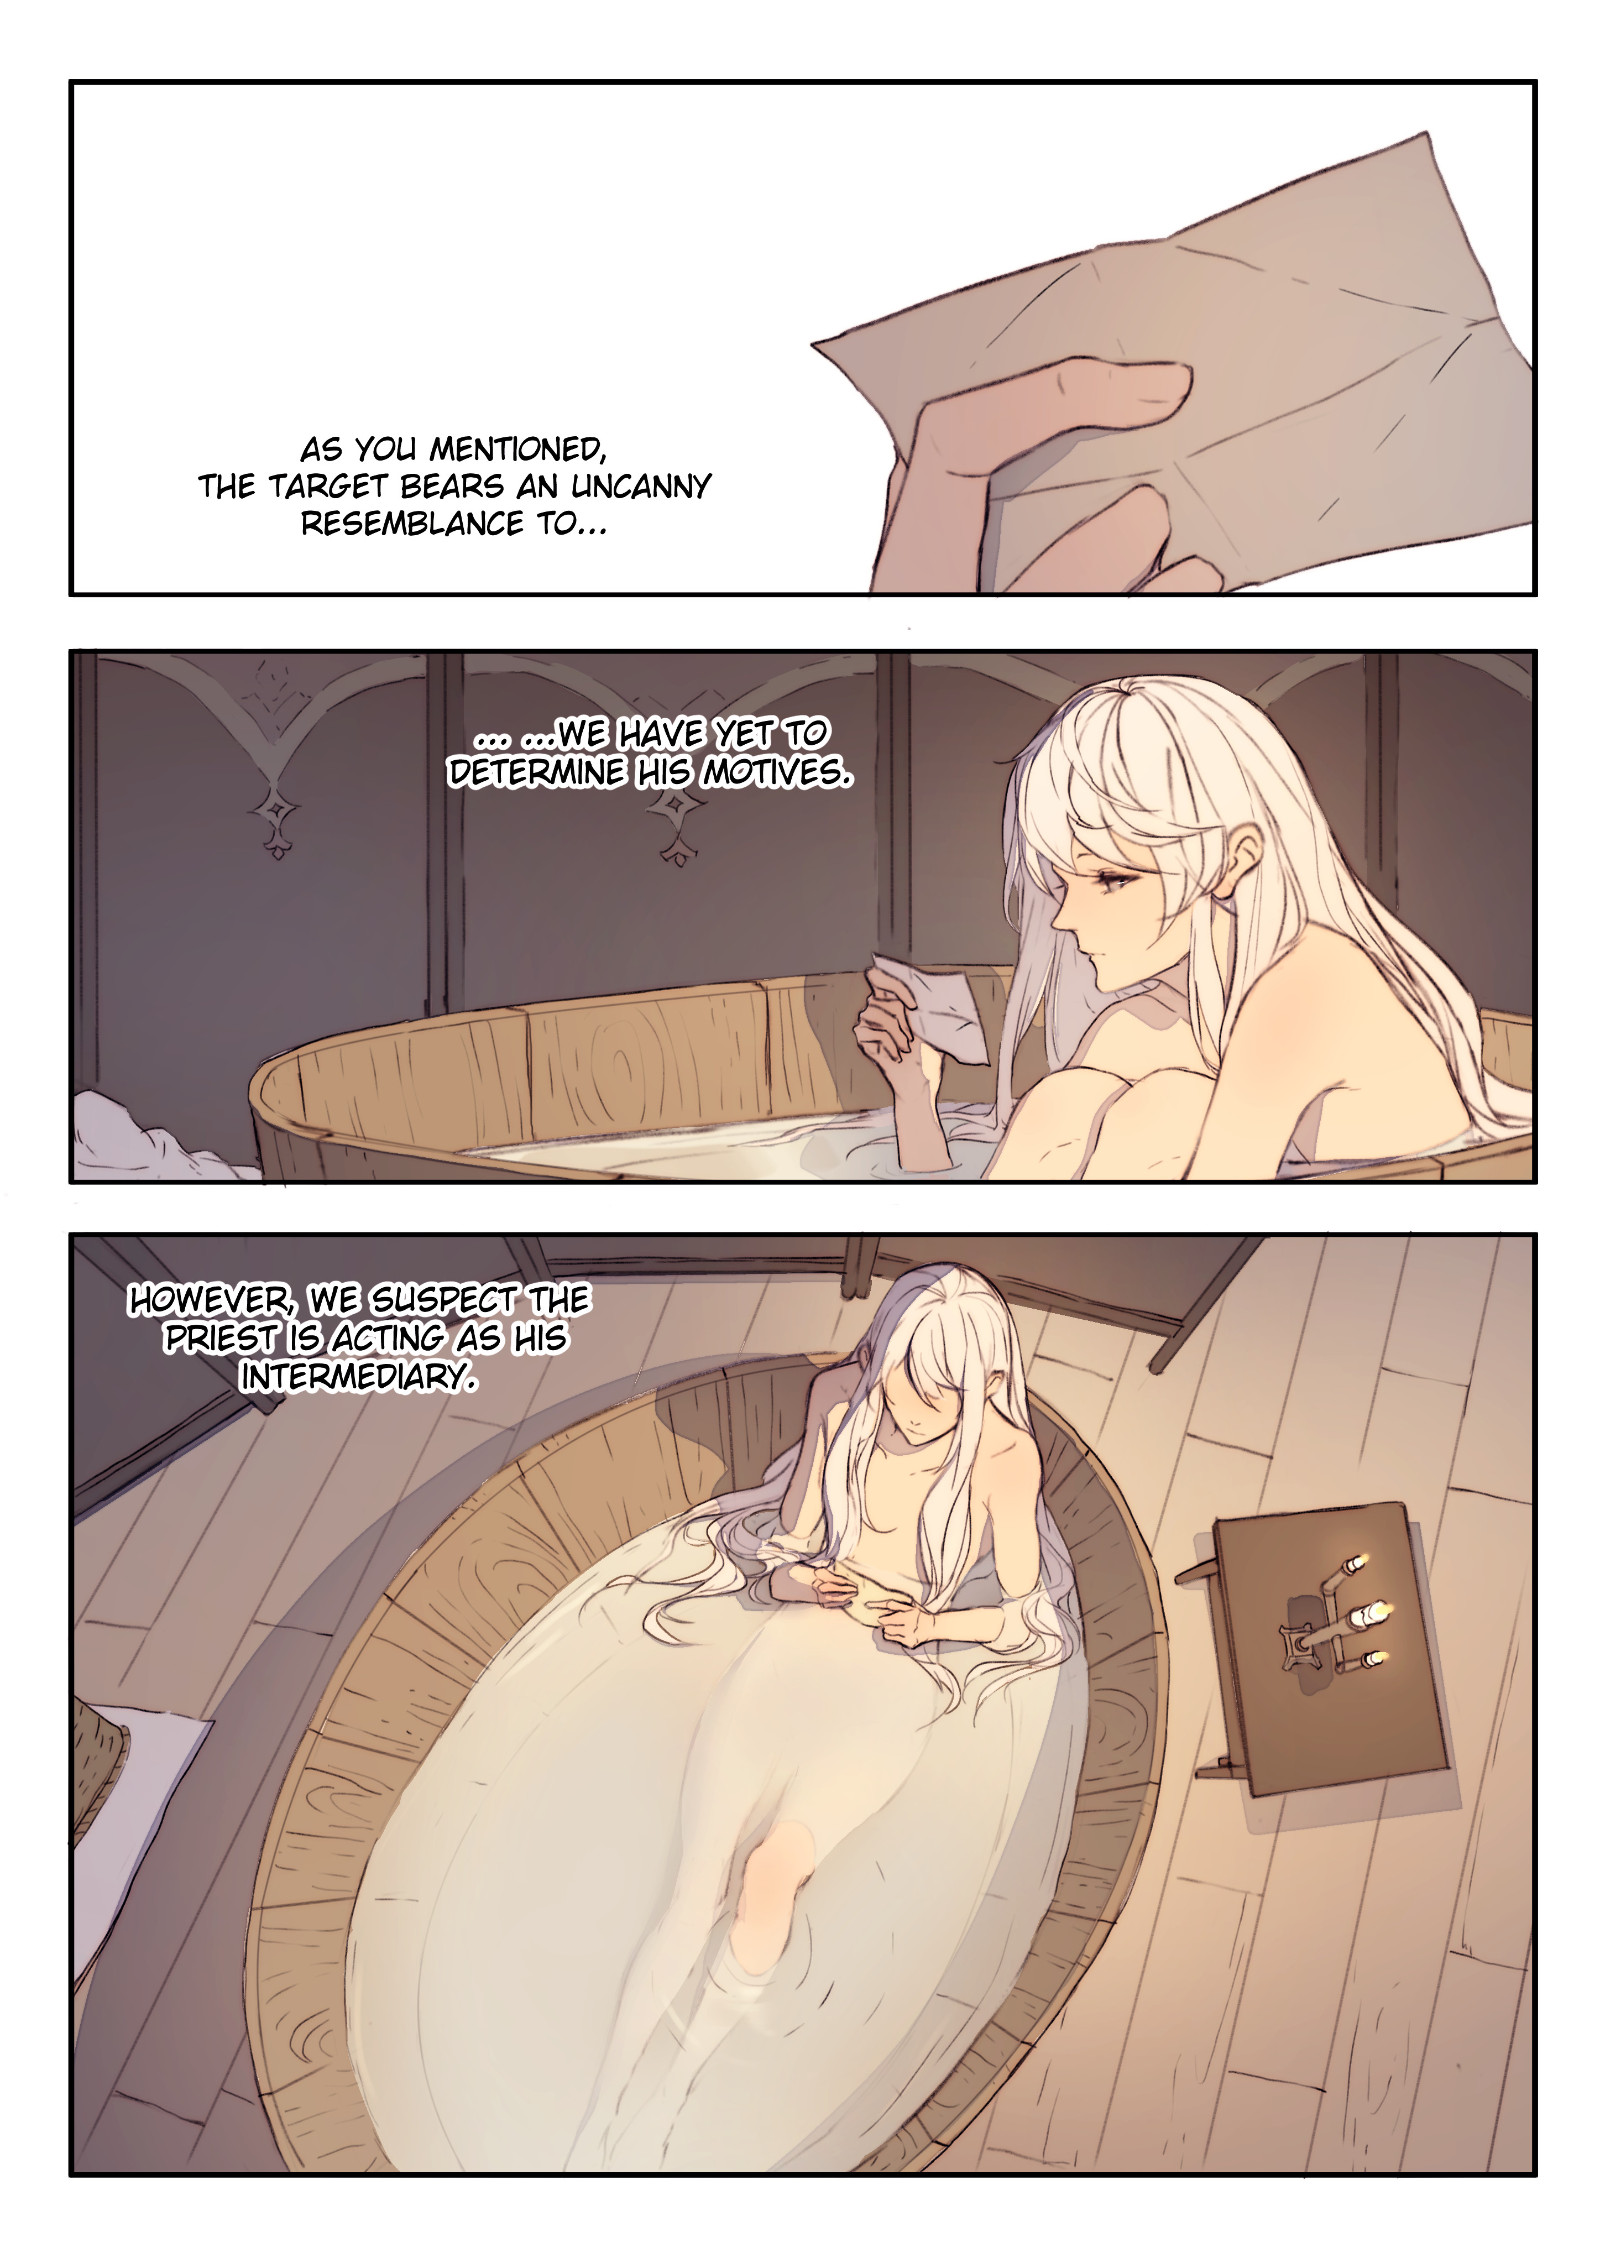 AS YOU MENTIONED,
THE TARGET BEARS AN UNCANNY
RESEMBLANCE TO...
... ...WE HAVE YET TO
DETERMINE HIS MOTIVES.
HOWEVER, WE SUSPECT THE
PRIEST IS ACTING AS HIS
INTERMEDIARY.